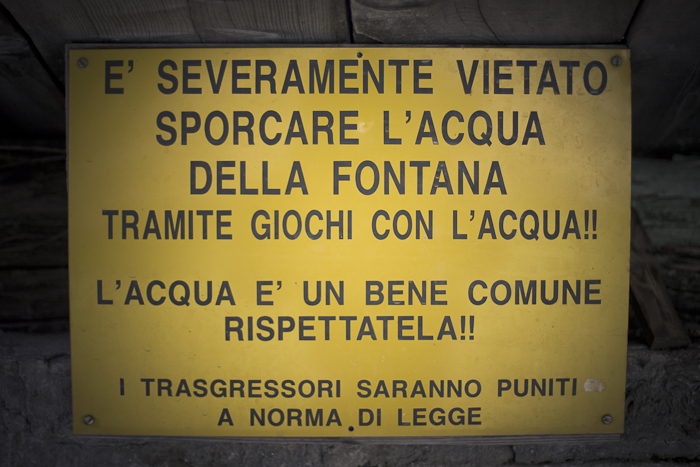 E' SEVERAMENTE VIETATO
SPORCARE L'ACQUA
DELLA FONTANA
TRAMITE GIOCHI CON L'ACQUA!!
L'ACQUA E' UN BENE COMUNE
RISPETTATELA!!
I TRASGRESSORI SARANNO PUNITI
A NORMA DI LEGGE